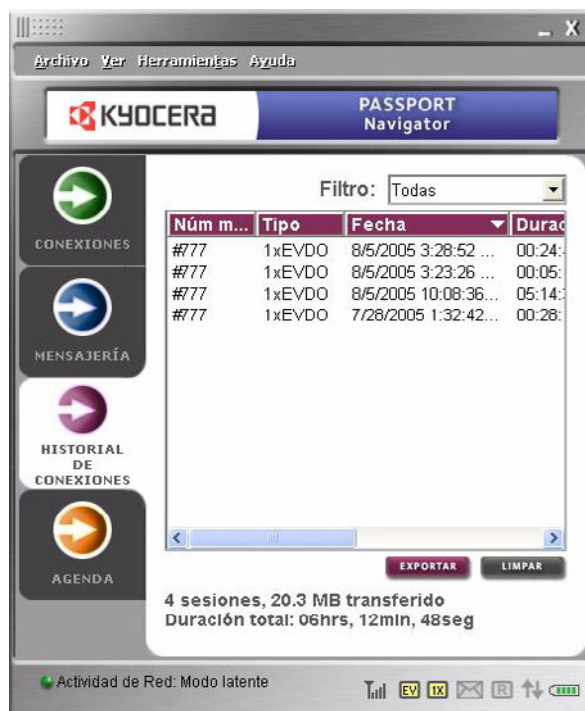 Archivo Ver Herramientas Ayuda
KYOCERA
PASSPORT
Navigator
CONEXIONES
MENSAJERÍA
HISTORIAL
DE
CONEXIONES
AGENDA
Filtro: Todas
Núm m... Tipo Fecha Durac
#777 1xEVDO 8/5/2005 3:28:52 ... 00:24:
#777 1xEVDO 8/5/2005 3:23:26 ... 00:05:
#777 1xEVDO 8/5/2005 10:08:36... 05:14:
#777 1xEVDO 7/28/2005 1:32:42... 00:28:
EXPORTAR LIMPAR
4 sesiones, 20.3 MB transferido
Duración total: 06hrs, 12min, 48seg
Actividad de Red: Modo latente
EV 1X R